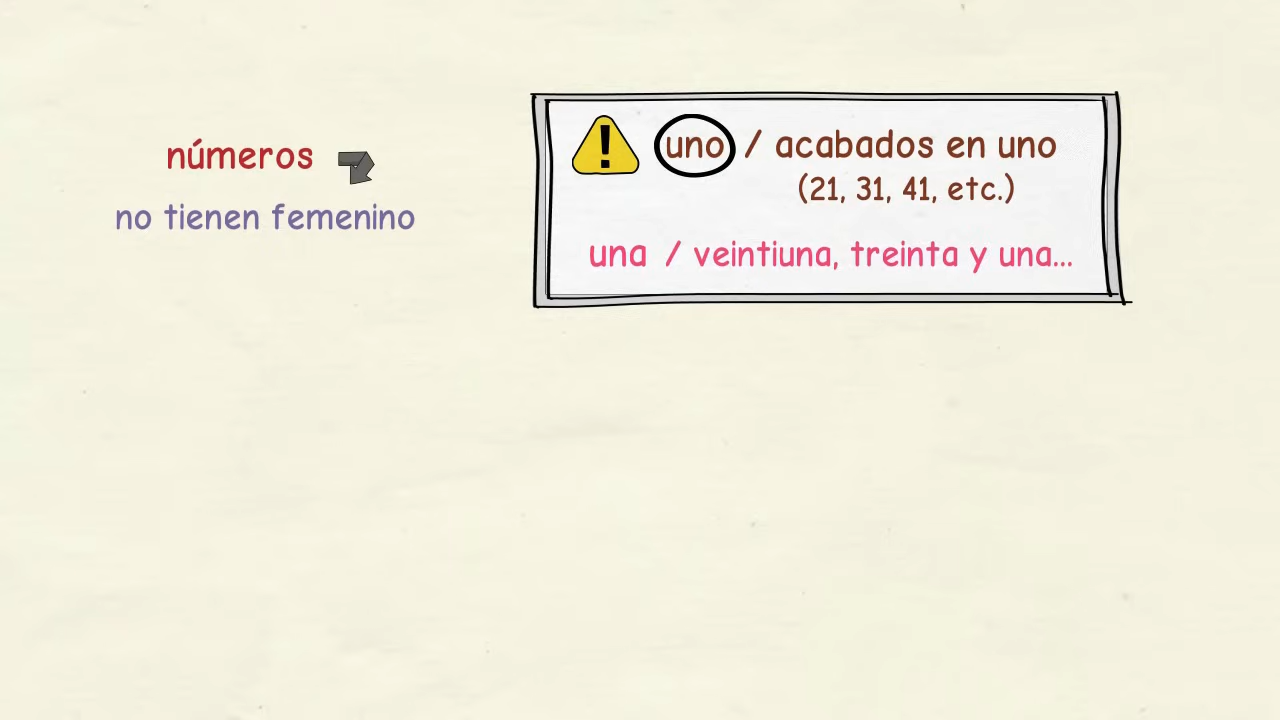 números
no tienen femenino
uno / acabados en uno
(21, 31, 41, etc.)
una / veintiuna, treinta y una...